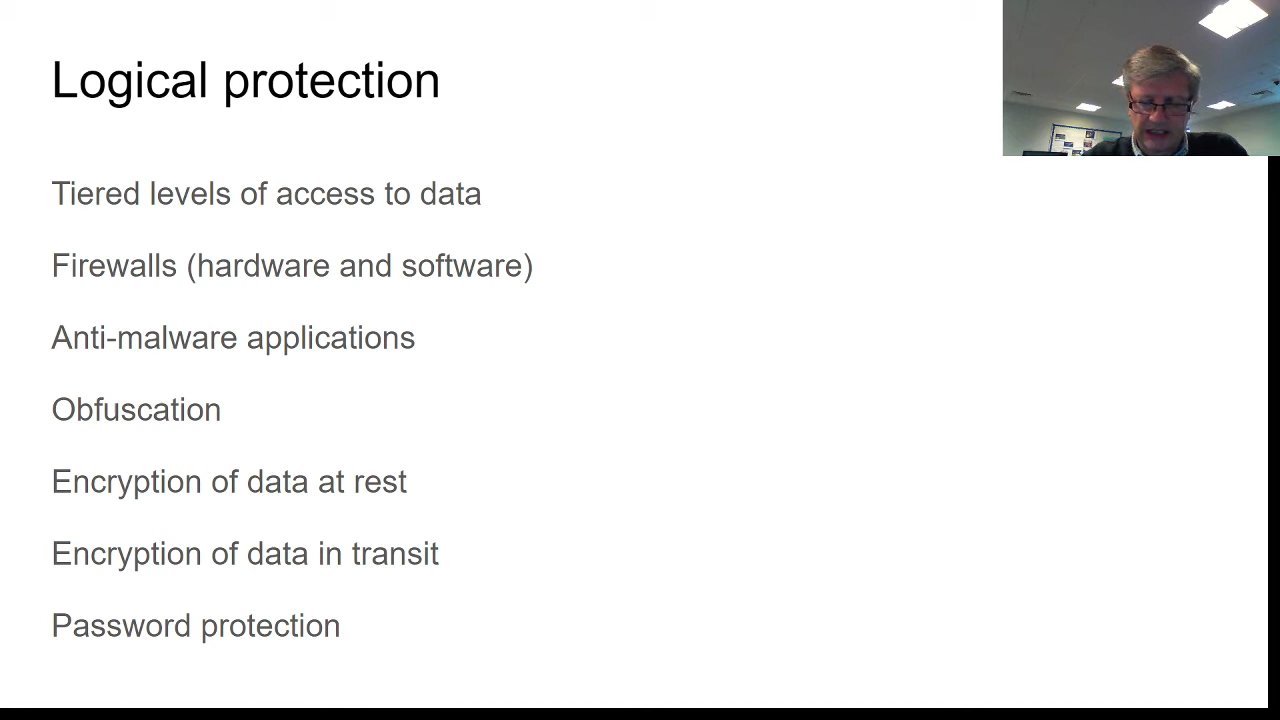 Logical protection
Tiered levels of access to data
Firewalls (hardware and software)
Anti-malware applications
Obfuscation
Encryption of data at rest
Encryption of data in transit
Password protection